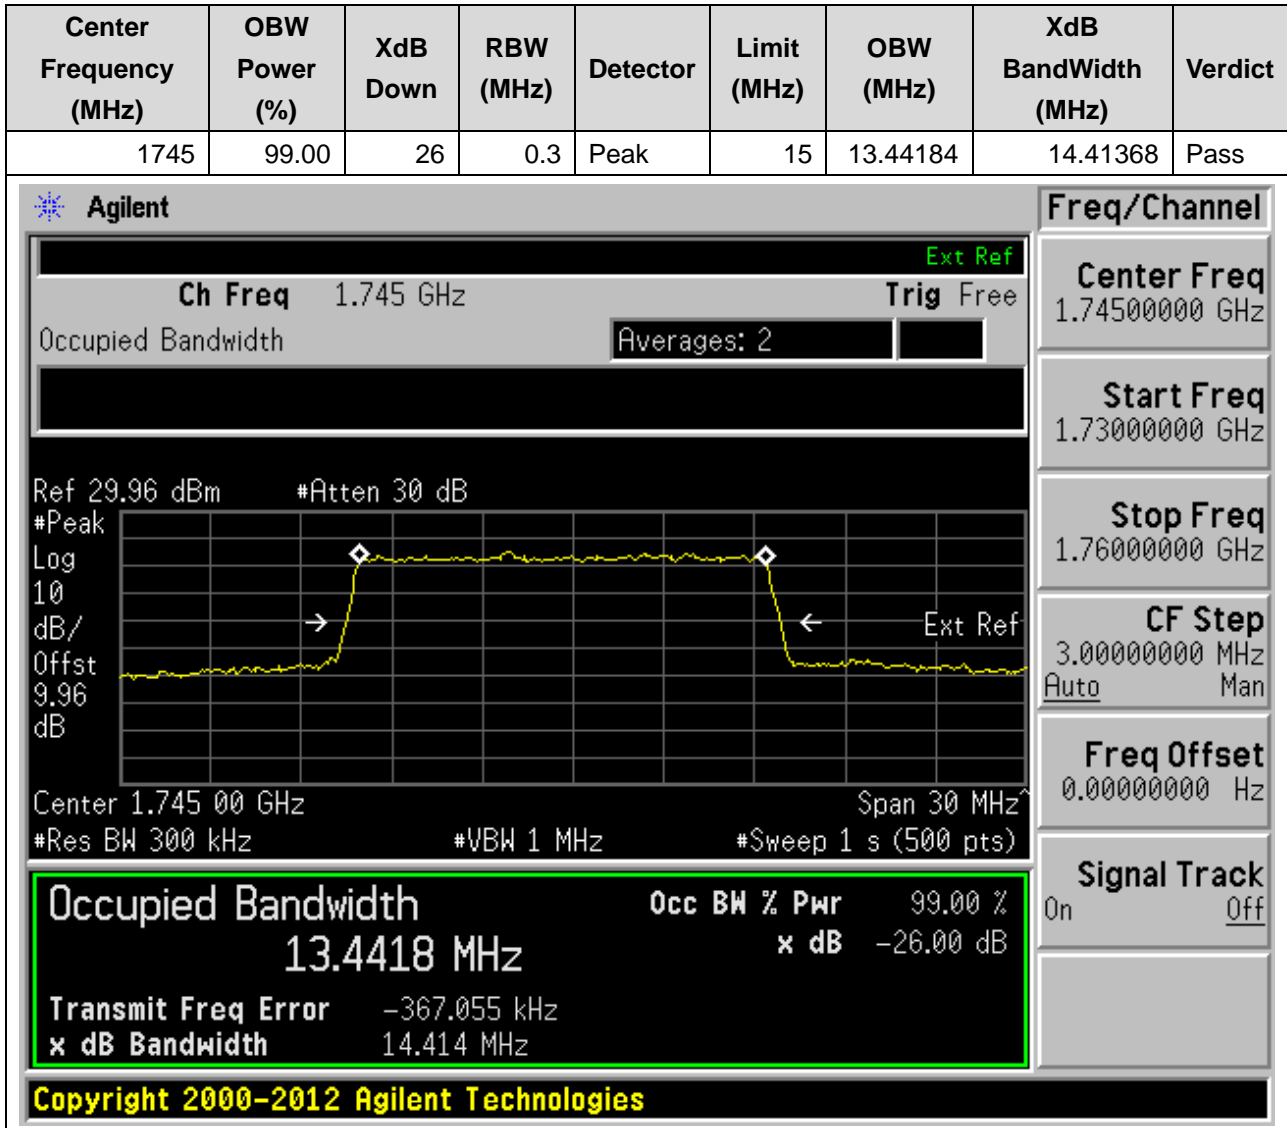 Center Frequency (MHz) OBW Power (%) XdB Down RBW (MHz) Detector Limit (MHz) OBW (MHz) XdB BandWidth (MHz) Verdict
1745 99.00 26 0.3 Peak 15 13.44184 14.41368 Pass
Agilent
Freq/Channel
Ext Ref
Ch Freq 1.745 GHz Trig Free
Occupied Bandwidth Averages: 2
Center Freq
1.74500000 GHz
Start Freq
1.73000000 GHz
Stop Freq
1.76000000 GHz
CF Step
3.00000000 MHz
Auto Man
Freq Offset
0.00000000 Hz
Signal Track
On Off
Ref 29.96 dBm #Atten 30 dB
#Peak
Log
10
dB/
Offst
9.96
dB
Ext Ref
Center 1.745 00 GHz Span 30 MHz^
#Res BW 300 kHz #VBW 1 MHz #Sweep 1 s (500 pts)
Occupied Bandwidth
13.4418 MHz
Occ BW % Pwr 99.00 %
x dB -26.00 dB
Transmit Freq Error -367.055 kHz
x dB Bandwidth 14.414 MHz
Copyright 2000-2012 Agilent Technologies